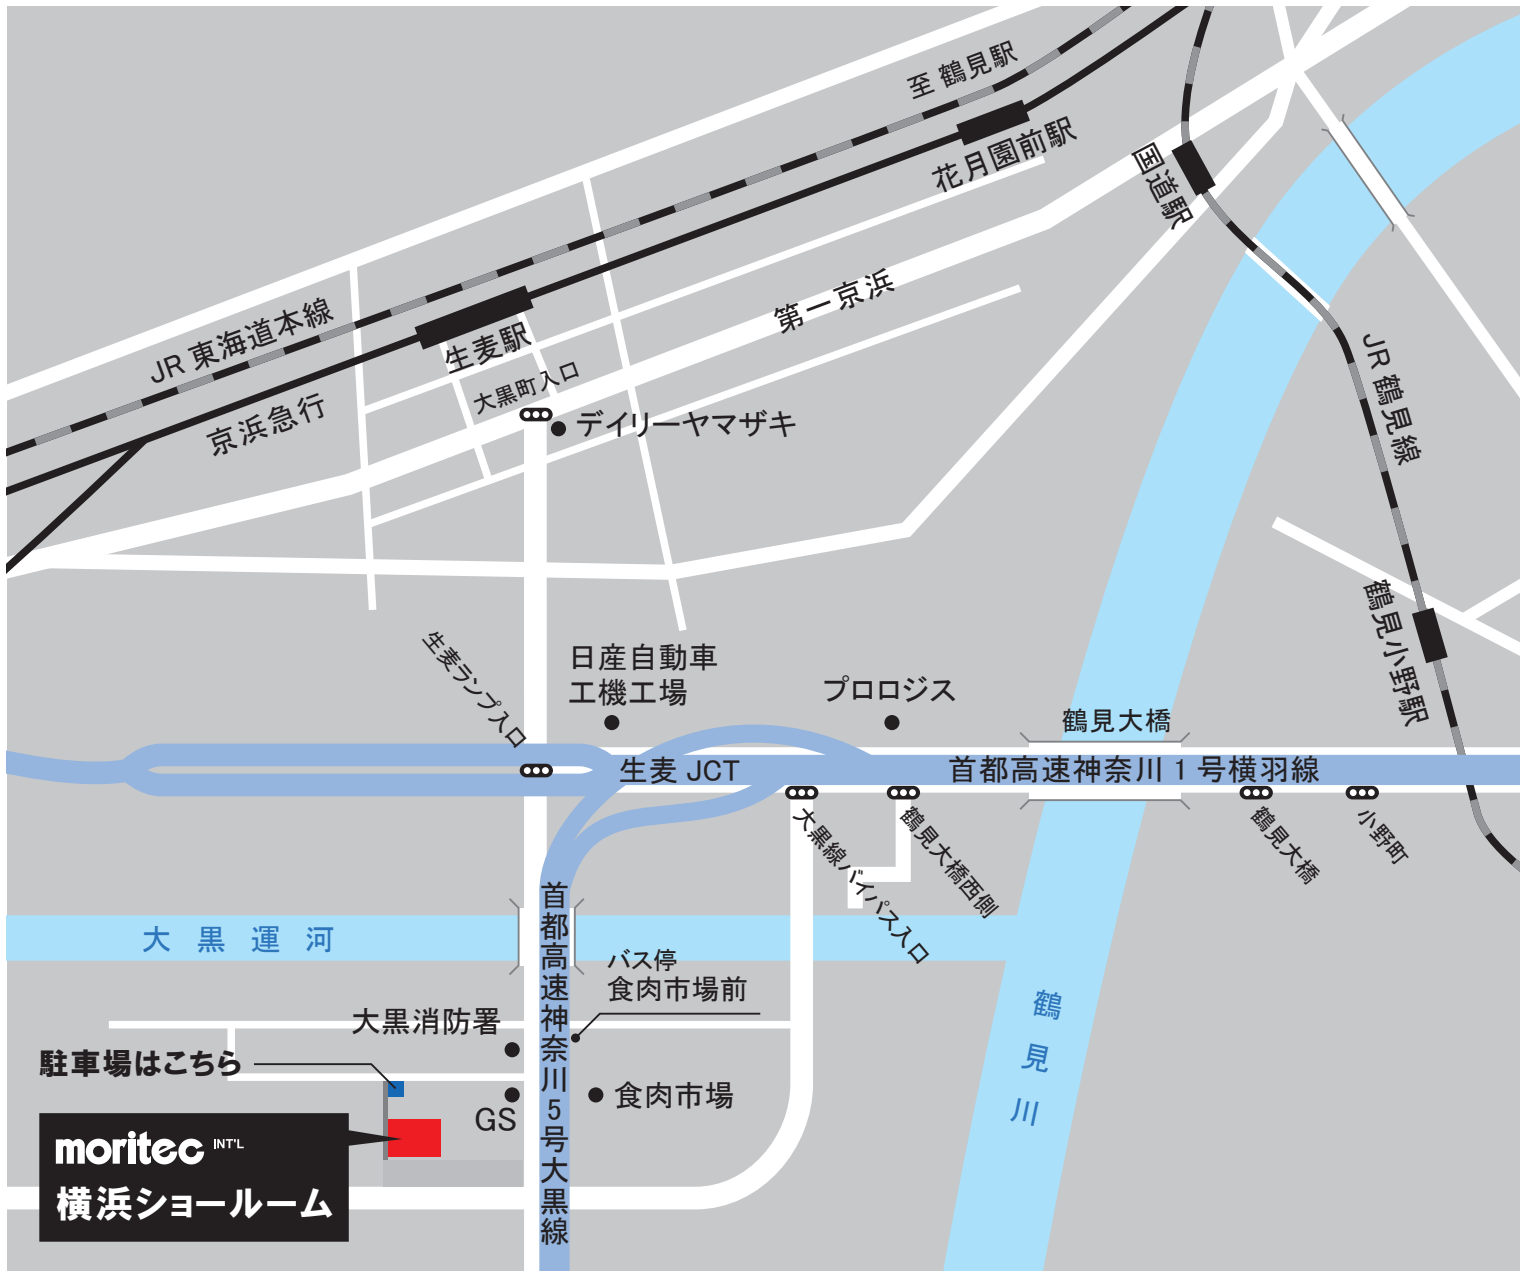 至 鶴見駅
花月園前駅
国道駅
JR 東海道本線
京浜急行
生麦駅
大黒町入口
第一京浜
デイリーヤマザキ
JR 鶴見線
鶴見小野駅
生麦ランプ入口
日産自動車
工機工場
プロロジス
鶴見大橋
生麦 JCT
首都高速神奈川 1 号横羽線
大黒線バイパス入口
鶴見大橋西側
鶴見大橋
小野町
首都高速神奈川5号大黒線
大黒運河
バス停
食肉市場前
大黒消防署
駐車場はこちら
GS
食肉市場
鶴見川
moritec INT'L
横浜ショールーム